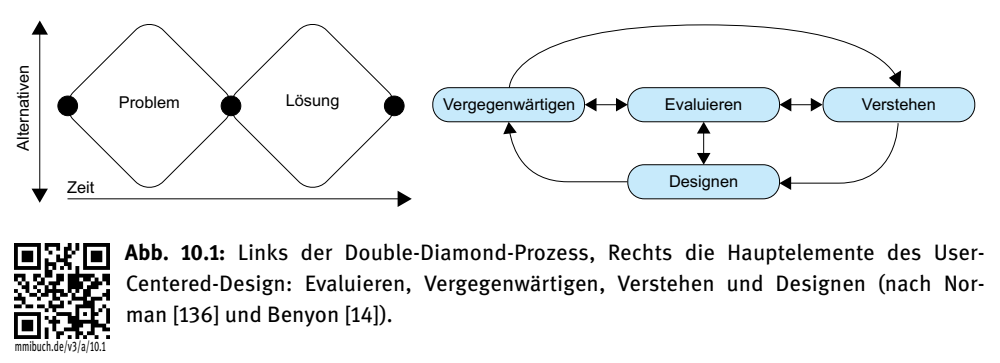 Alternativen
Problem
Lösung
Zeit
Vergegenwärtigen
Evaluieren
Verstehen
Designen
Abb. 10.1: Links der Double-Diamond-Prozess, Rechts die Hauptelemente des User-
Centered-Design: Evaluieren, Vergegenwärtigen, Verstehen und Designen (nach Nor-
man [136] und Benyon [14]).
mmibuch.de/v3/a/10.1